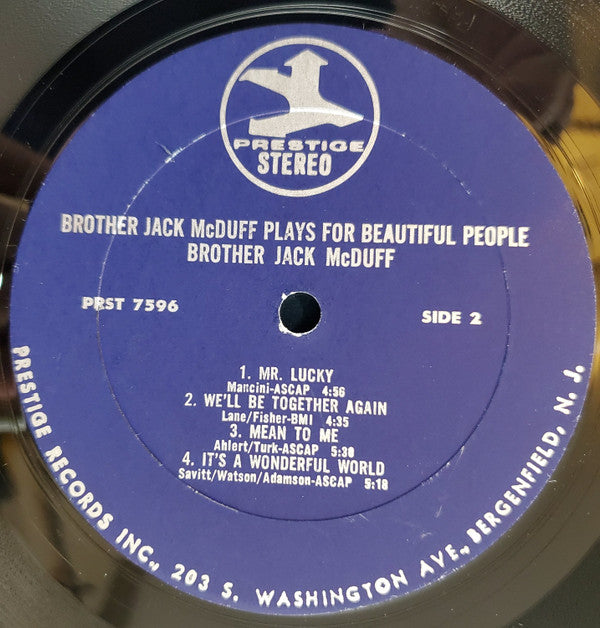 PRESTIGE
STEREO
BROTHER JACK McDUFF PLAYS FOR BEAUTIFUL PEOPLE
BROTHER JACK McDUFF
PRST 7596
SIDE 2
1. MR. LUCKY
Mancini-ASCAP 4:56
2. WE'LL BE TOGETHER AGAIN
Lane/Fisher-BMI 4:35
3. MEAN TO ME
Ahlert/Turk-ASCAP 5:30
4. IT'S A WONDERFUL WORLD
Savitt/Watson/Adamson-ASCAP 5:18
PRESTIGE RECORDS INC., 203 S. WASHINGTON AVE., BERGENFIELD, N. J.